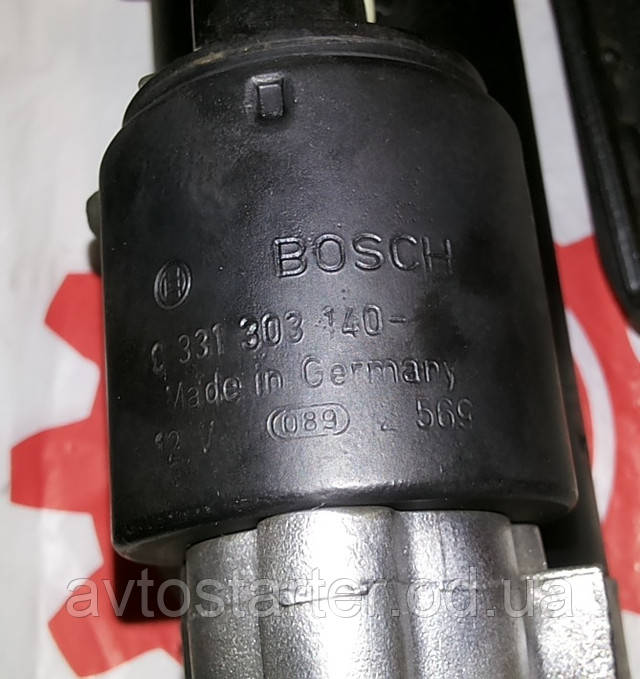 BOSCH
0 331 303 140-
Made in Germany
12 V 089 569
avtostarter.od.ua